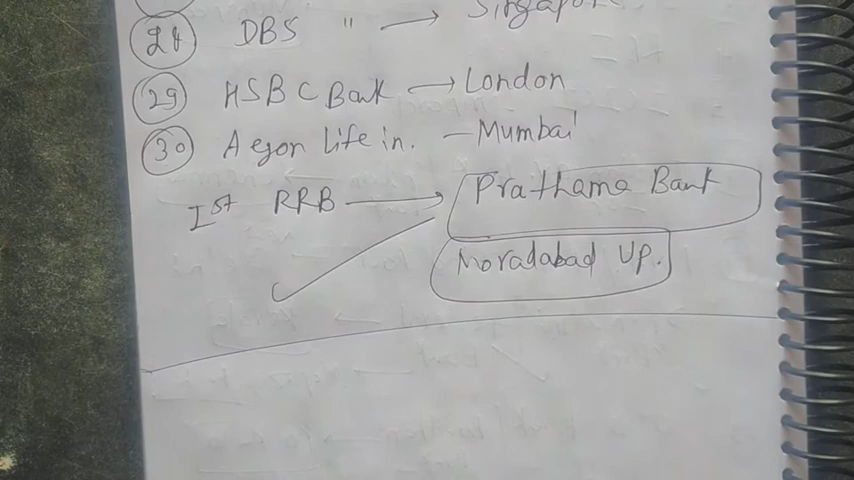 28 DBS " → Singapore
29 HSBC Bank → London
30 Aegon life in. – Mumbai
Ist RRB → Prathama Bank
Moradabad UP.